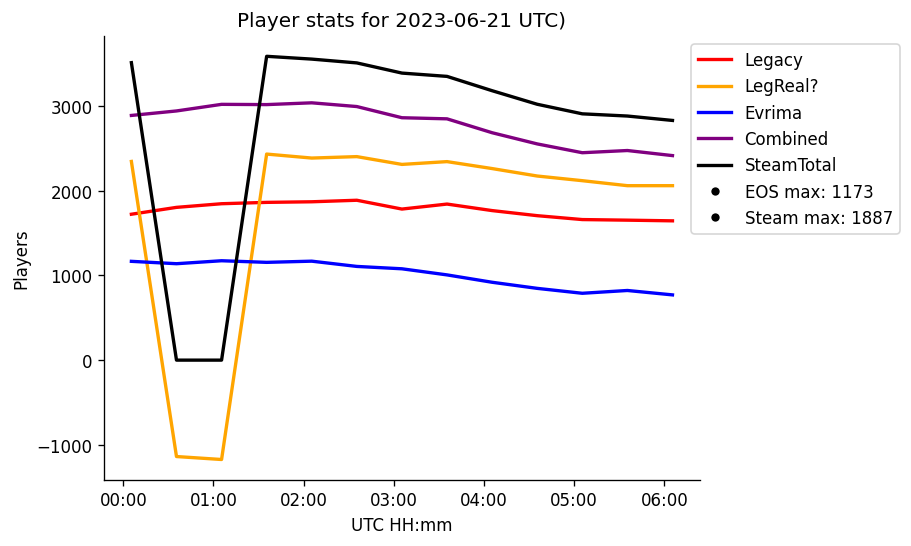 Player stats for 2023-06-21 UTC)
Legacy
LegReal?
Evrima
Combined
SteamTotal
EOS max: 1173
Steam max: 1887
Players
3000
2000
1000
0
−1000
00:00 01:00 02:00 03:00 04:00 05:00 06:00
UTC HH:mm